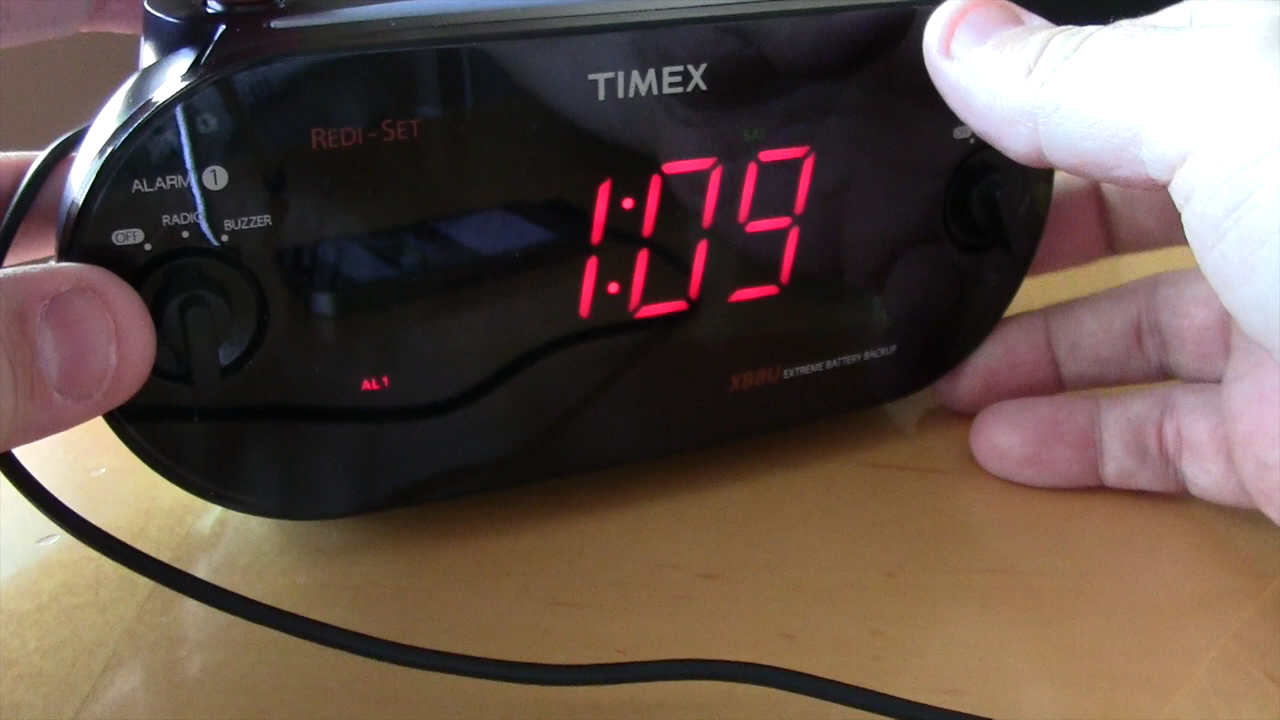 TIMEX
REDI-SET
SAT
ALARM 1
OFF
RADIO
BUZZER
1:09
AL1
XBBU EXTREME BATTERY BACKUP